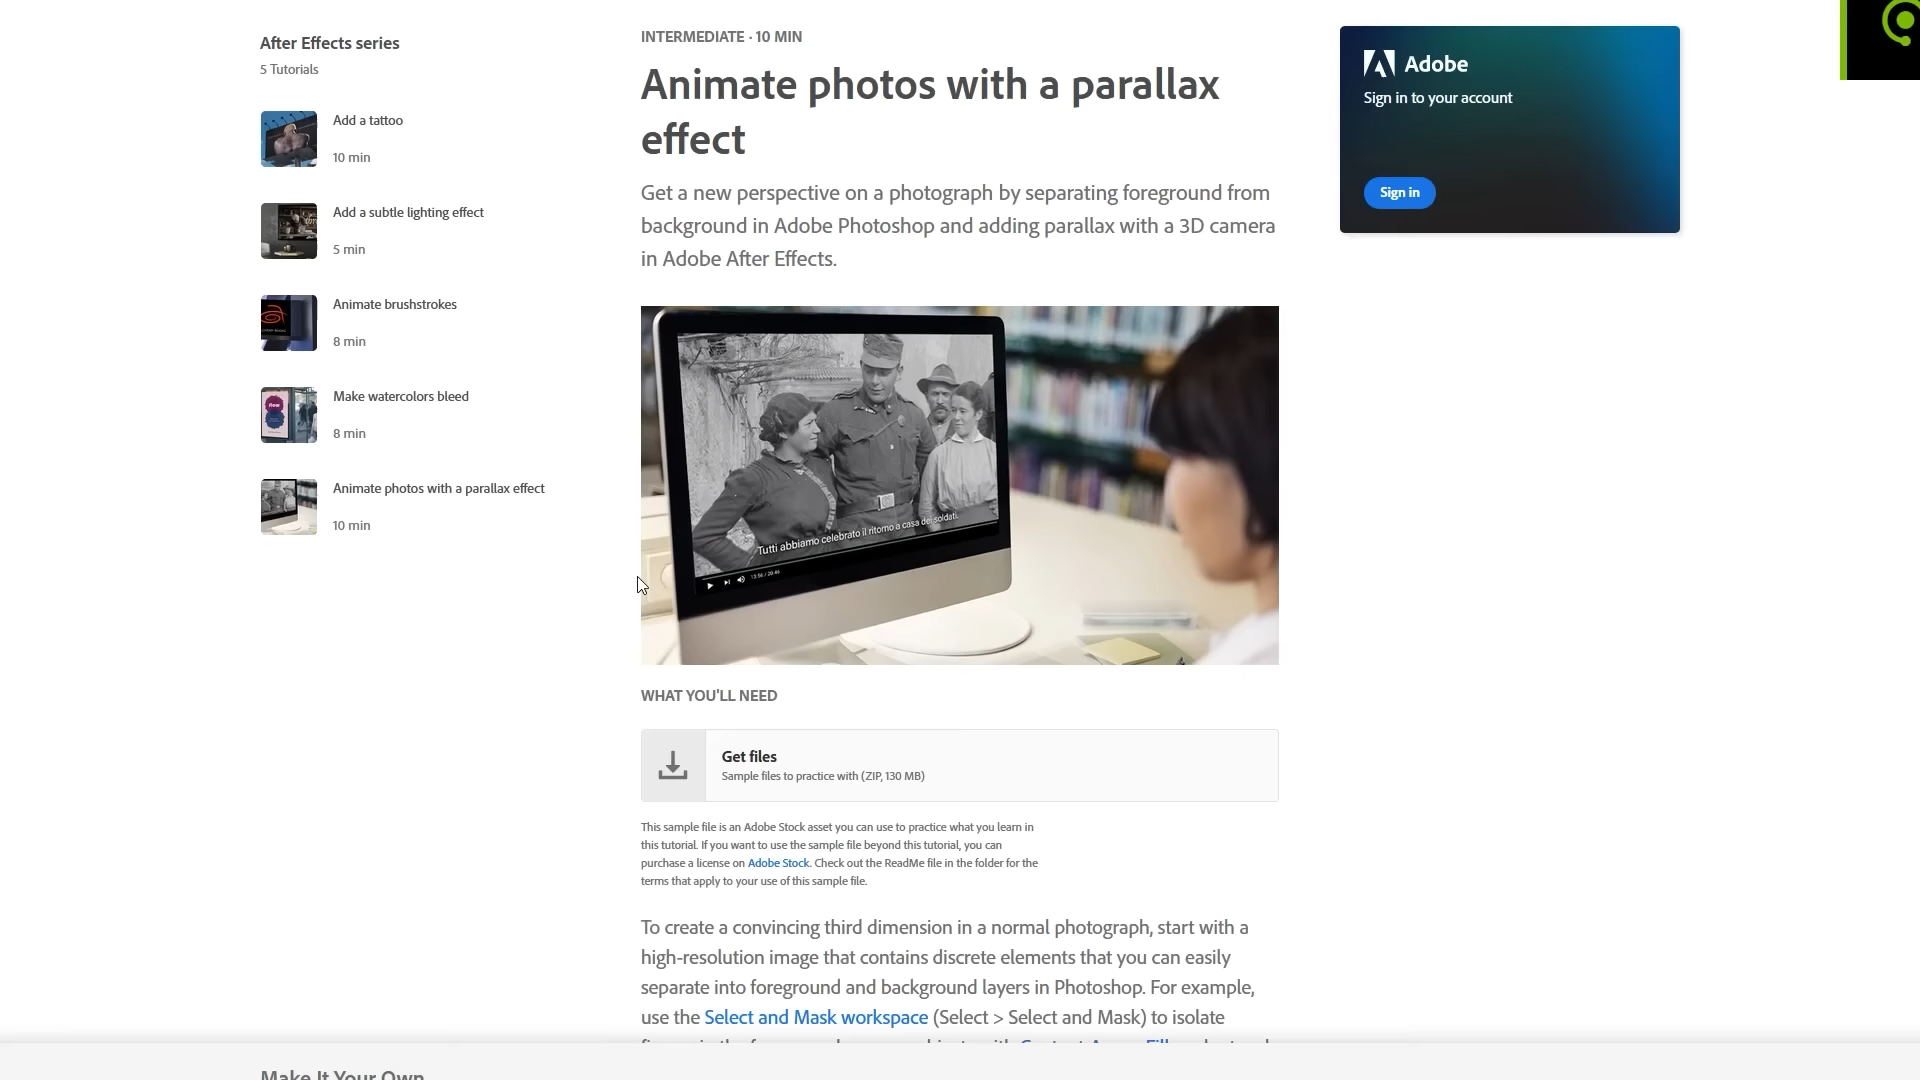 After Effects series
5 Tutorials
Add a tattoo
10 min
Add a subtle lighting effect
5 min
Animate brushstrokes
8 min
Make watercolors bleed
8 min
Animate photos with a parallax effect
10 min
INTERMEDIATE · 10 MIN
Animate photos with a parallax
effect
Get a new perspective on a photograph by separating foreground from
background in Adobe Photoshop and adding parallax with a 3D camera
in Adobe After Effects.
Tutti abbiamo celebrato il ritorno a casa dei soldati.
13:56 / 20:46
WHAT YOU'LL NEED
Get files
Sample files to practice with (ZIP, 130 MB)
This sample file is an Adobe Stock asset you can use to practice what you learn in
this tutorial. If you want to use the sample file beyond this tutorial, you can
purchase a license on Adobe Stock. Check out the ReadMe file in the folder for the
terms that apply to your use of this sample file.
To create a convincing third dimension in a normal photograph, start with a
high-resolution image that contains discrete elements that you can easily
separate into foreground and background layers in Photoshop. For example,
use the Select and Mask workspace (Select > Select and Mask) to isolate
Make It Your Own
Adobe
Sign in to your account
Sign in